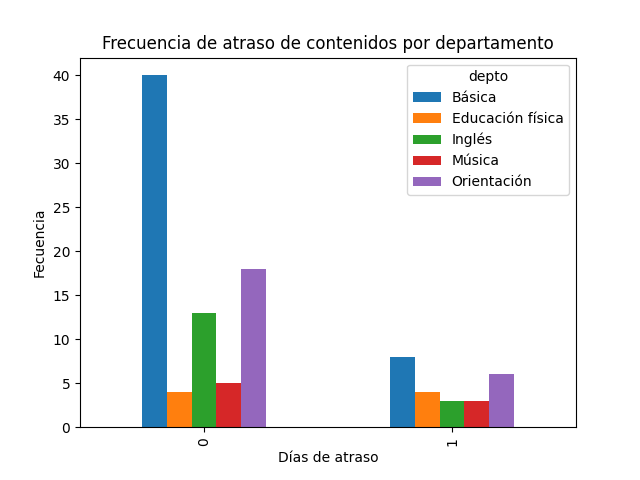 Frecuencia de atraso de contenidos por departamento
depto
Básica
Educación física
Inglés
Música
Orientación
Fecuencia
40
35
30
25
20
15
10
5
0
0
1
Días de atraso